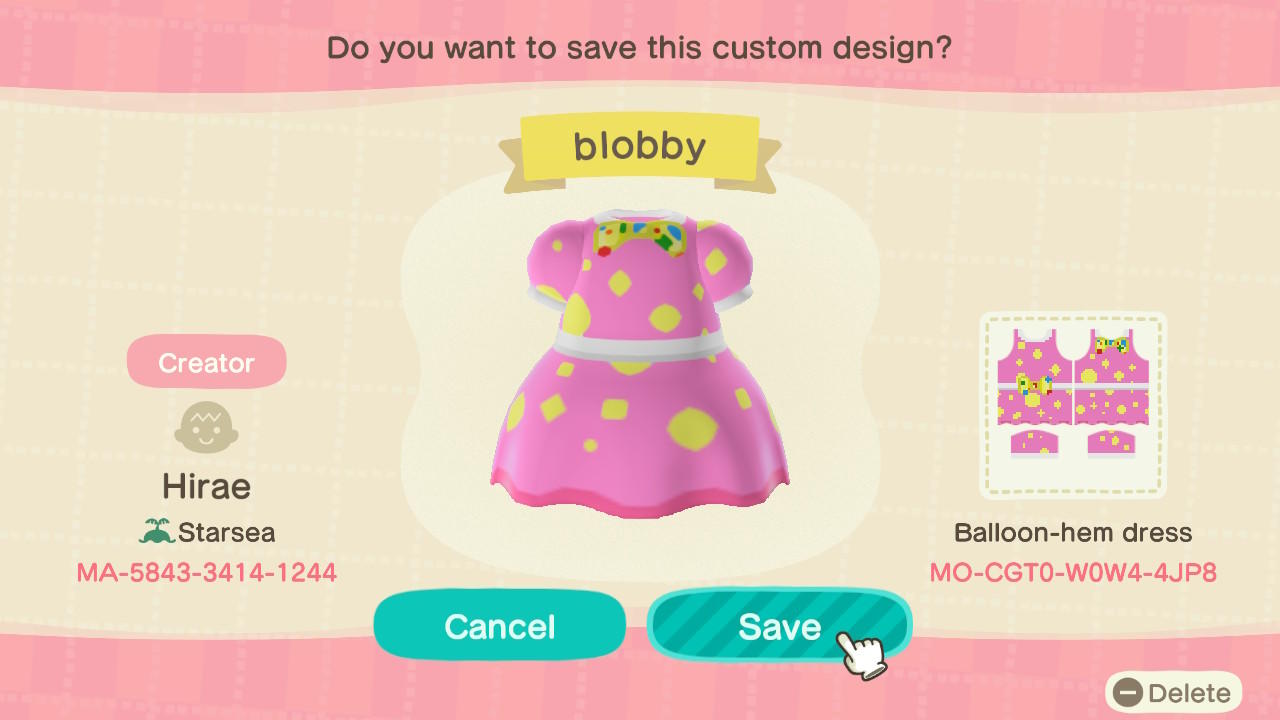 Do you want to save this custom design?
blobby
Creator
Hirae
Starsea
MA-5843-3414-1244
Balloon-hem dress
MO-CGT0-W0W4-4JP8
Cancel
Save
Delete